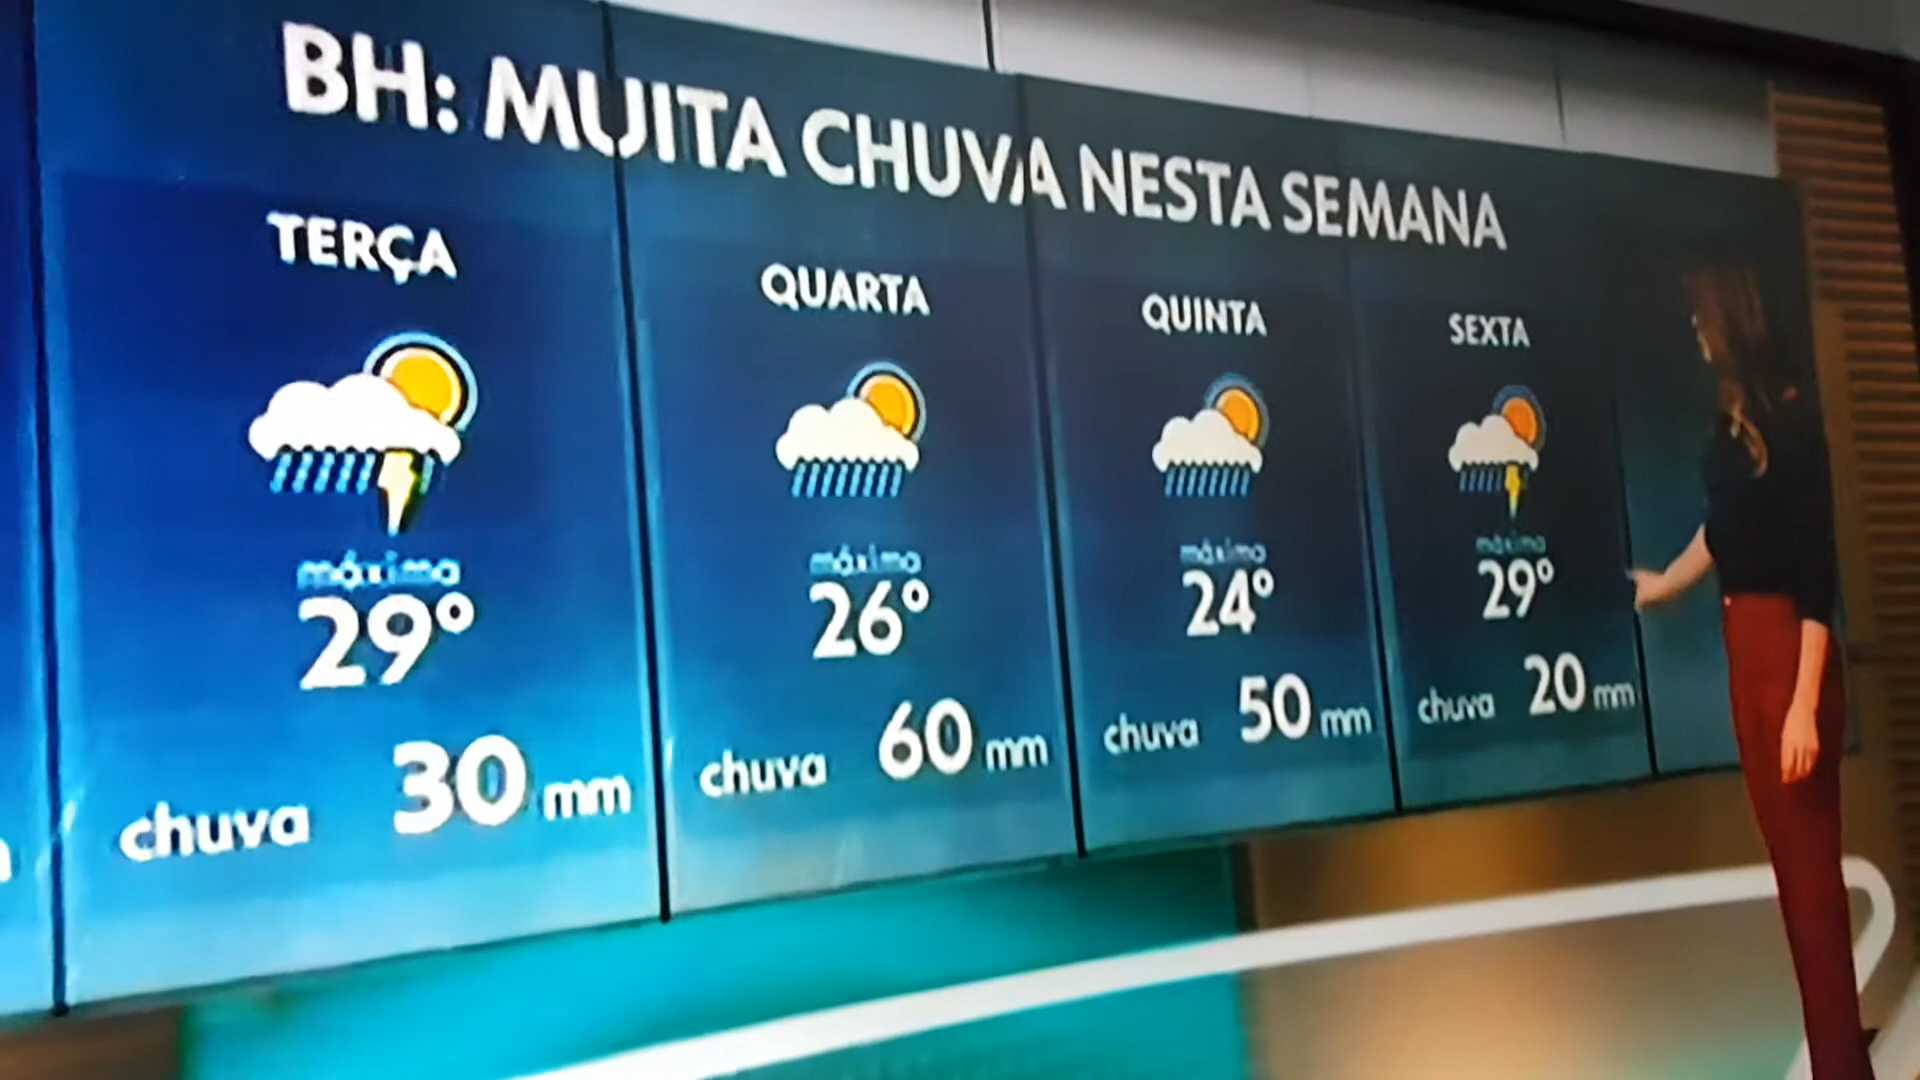 BH: MUITA CHUVA NESTA SEMANA
TERÇA
máxima
29°
chuva 30 mm
QUARTA
máxima
26°
chuva 60 mm
QUINTA
máxima
24°
chuva 50 mm
SEXTA
máxima
29°
chuva 20 mm